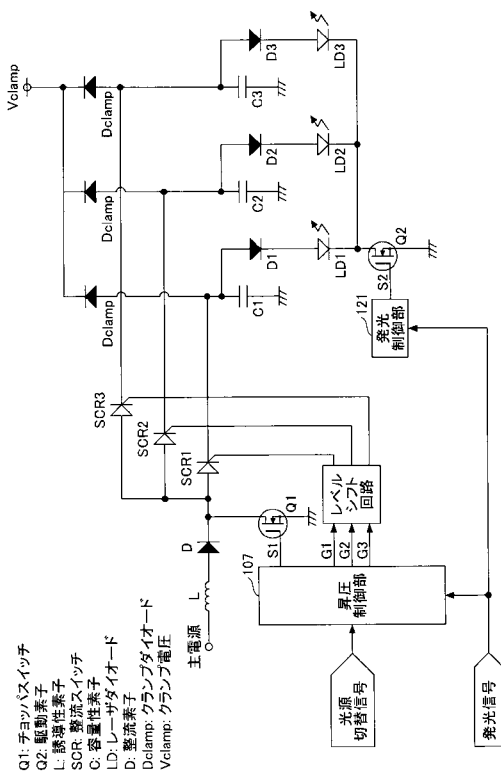 Q1: チョッパスイッチ
Q2: 駆動素子
L: 誘導性素子
SCR: 整流スイッチ
C: 容量性素子
LD: レーザダイオード
D: 整流素子
Dclamp: クランプダイオード
Vclamp: クランプ電圧
Vclamp
Dclamp
Dclamp
Dclamp
SCR3
SCR2
SCR1
主電源
L
D
C1
C2
C3
D1
D2
D3
LD1
LD2
LD3
Q1
S1
Q2
S2
107
昇圧
制御部
G1
G2
G3
レベル
シフト
回路
121
発光
制御部
光源
切替信号
発光信号